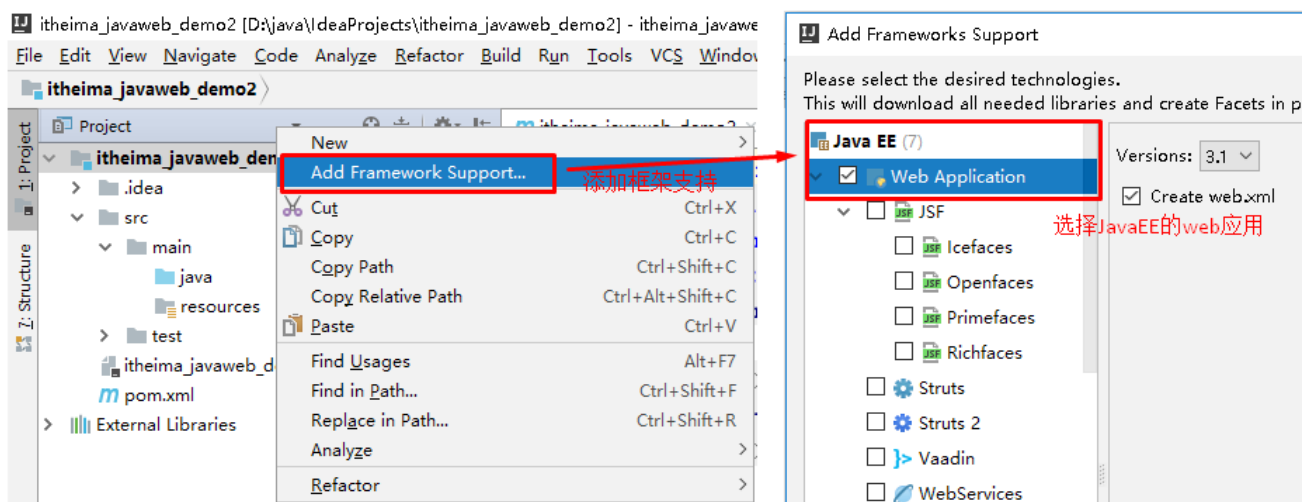 itheima_javaweb_demo2 [D:\java\IdeaProjects\itheima_javaweb_demo2] - itheima_javawe
File Edit View Navigate Code Analyze Refactor Build Run Tools VCS Window
itheima_javaweb_demo2
1: Project
7: Structure
Project
itheima_javaweb_den
.idea
src
main
java
resources
test
itheima_javaweb_d
pom.xml
External Libraries
New
Add Framework Support...
添加框架支持
Cut Ctrl+X
Copy Ctrl+C
Copy Path Ctrl+Shift+C
Copy Relative Path Ctrl+Alt+Shift+C
Paste Ctrl+V
Find Usages Alt+F7
Find in Path... Ctrl+Shift+F
Replace in Path... Ctrl+Shift+R
Analyze
Refactor
Add Frameworks Support
Please select the desired technologies.
This will download all needed libraries and create Facets in p
Java EE (7)
Web Application
JSF
Icefaces
Openfaces
Primefaces
Richfaces
Struts
Struts 2
Vaadin
WebServices
Versions: 3.1
Create web.xml
选择JavaEE的web应用